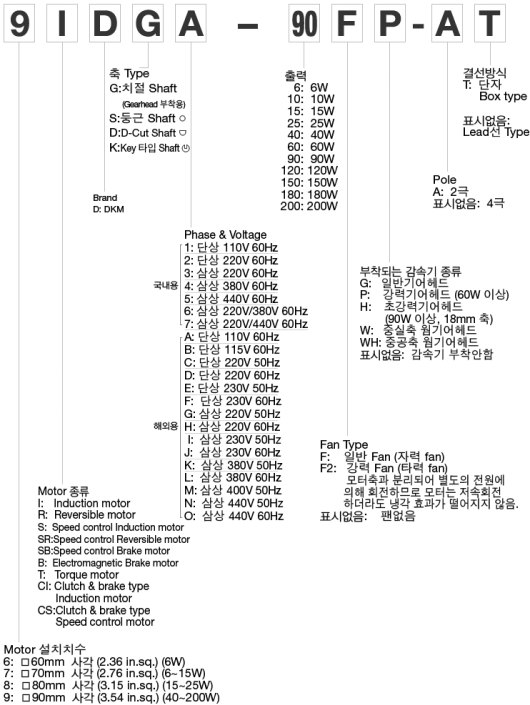 9 I D G A - 90 F P - A T
축 Type
G:치절 Shaft
(Gearhead 부착용)
S:둥근 Shaft ○
D:D-Cut Shaft
K:Key 타입 Shaft
출력
6: 6W
10: 10W
15: 15W
25: 25W
40: 40W
60: 60W
90: 90W
120: 120W
150: 150W
180: 180W
200: 200W
결선방식
T: 단자
Box type
표시없음:
Lead선 Type
Pole
A: 2극
표시없음: 4극
Brand
D: DKM
Phase & Voltage
국내용
1: 단상 110V 60Hz
2: 단상 220V 60Hz
3: 삼상 220V 60Hz
4: 삼상 380V 60Hz
5: 삼상 440V 60Hz
6: 삼상 220V/380V 60Hz
7: 삼상 220V/440V 60Hz
해외용
A: 단상 110V 60Hz
B: 단상 115V 60Hz
C: 단상 220V 50Hz
D: 단상 220V 60Hz
E: 단상 230V 50Hz
F: 단상 230V 60Hz
G: 삼상 220V 50Hz
H: 삼상 220V 60Hz
I: 삼상 230V 50Hz
J: 삼상 230V 60Hz
K: 삼상 380V 50Hz
L: 삼상 380V 60Hz
M: 삼상 400V 50Hz
N: 삼상 440V 50Hz
O: 삼상 440V 60Hz
부착되는 감속기 종류
G: 일반기어헤드
P: 강력기어헤드 (60W 이상)
H: 초강력기어헤드
(90W 이상, 18mm 축)
W: 중실축 웜기어헤드
WH: 중공축 웜기어헤드
표시없음: 감속기 부착안함
Fan Type
F: 일반 Fan (자력 fan)
F2: 강력 Fan (타력 fan)
모터축과 분리되어 별도의 전원에
의해 회전하므로 모터는 저속회전
하더라도 냉각 효과가 떨어지지 않음.
표시없음: 팬없음
Motor 종류
I: Induction motor
R: Reversible motor
S: Speed control Induction motor
SR:Speed control Reversible motor
SB:Speed control Brake motor
B: Electromagnetic Brake motor
T: Torque motor
CI: Clutch & brake type
Induction motor
CS:Clutch & brake type
Speed control motor
Motor 설치치수
6: □60mm 사각 (2.36 in.sq.) (6W)
7: □70mm 사각 (2.76 in.sq.) (6~15W)
8: □80mm 사각 (3.15 in.sq.) (15~25W)
9: □90mm 사각 (3.54 in.sq.) (40~200W)